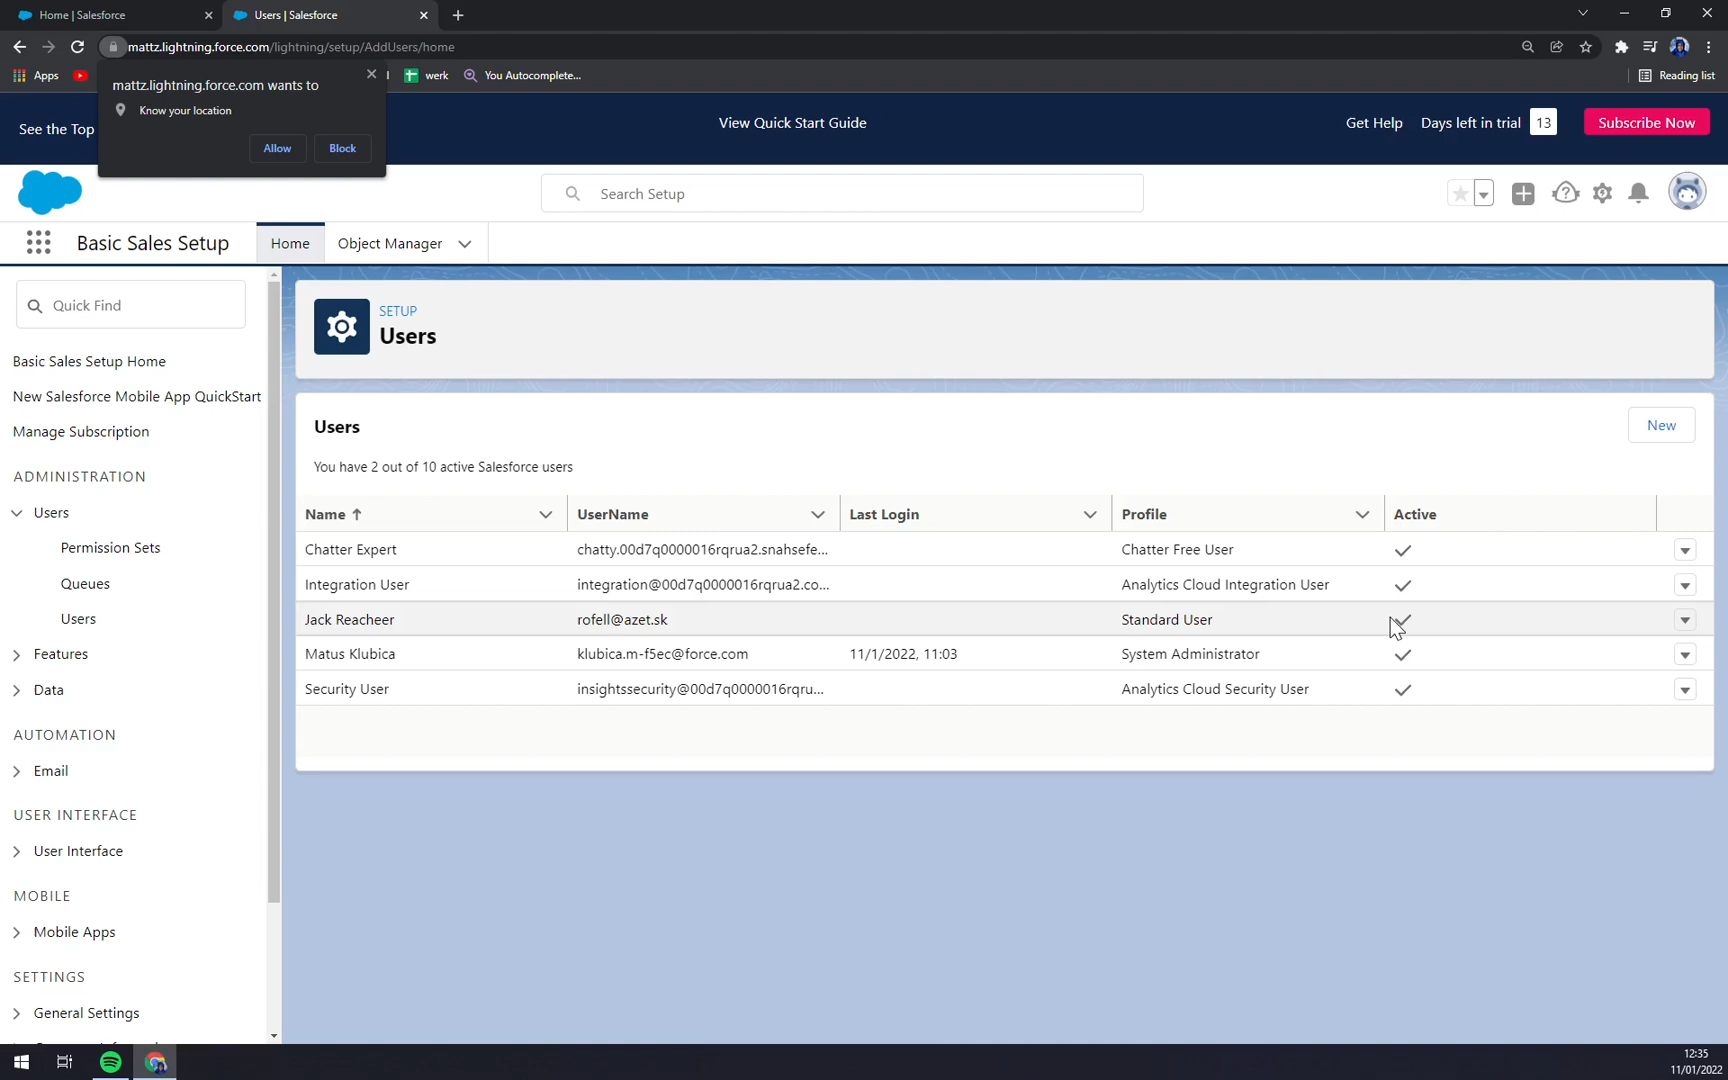 Home | Salesforce
Users | Salesforce
mattz.lightning.force.com/lightning/setup/AddUsers/home
Apps
werk
You Autocomplete...
Reading list
mattz.lightning.force.com wants to
Know your location
Allow
Block
See the Top
View Quick Start Guide
Get Help
Days left in trial
13
Subscribe Now
Search Setup
Basic Sales Setup
Home
Object Manager
Quick Find
Basic Sales Setup Home
New Salesforce Mobile App QuickStart
Manage Subscription
ADMINISTRATION
Users
Permission Sets
Queues
Users
Features
Data
AUTOMATION
Email
USER INTERFACE
User Interface
MOBILE
Mobile Apps
SETTINGS
General Settings
SETUP
Users
Users
New
You have 2 out of 10 active Salesforce users
Name UserName Last Login Profile Active
Chatter Expert chatty.00d7q0000016rqrua2.snahsefe... Chatter Free User
Integration User integration@00d7q0000016rqrua2.co... Analytics Cloud Integration User
Jack Reacheer rofell@azet.sk Standard User
Matus Klubica klubica.m-f5ec@force.com 11/1/2022, 11:03 System Administrator
Security User insightssecurity@00d7q0000016rqru... Analytics Cloud Security User
12:35
11/01/2022